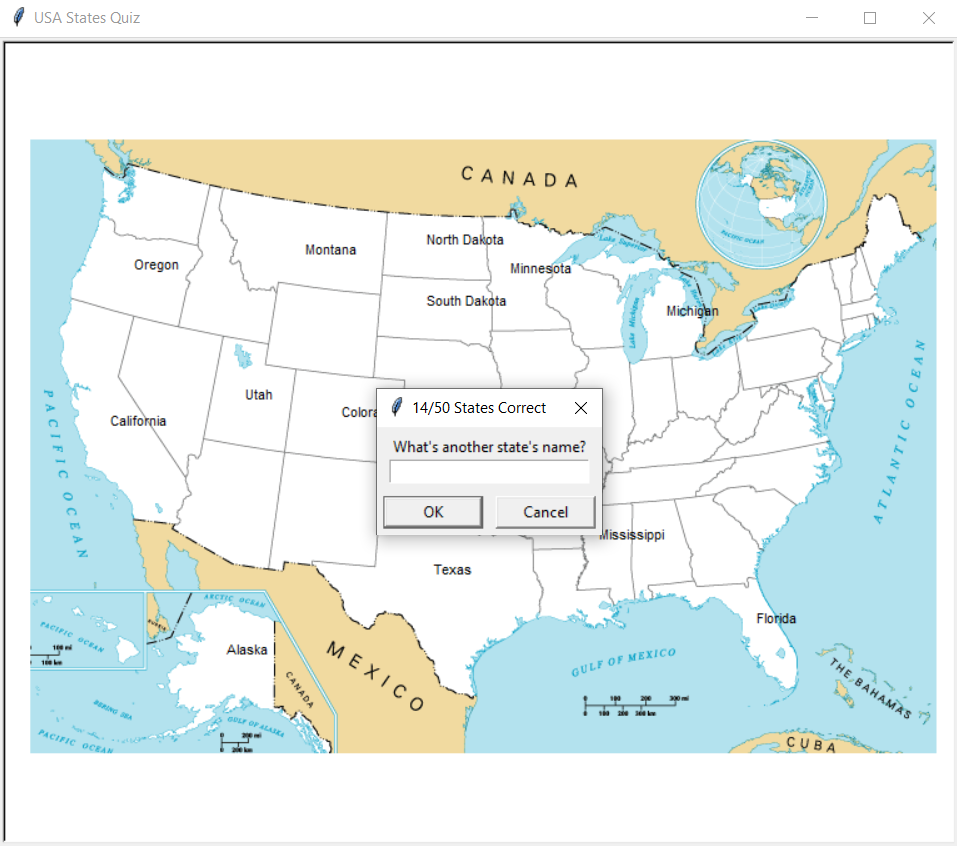 USA States Quiz
CANADA
Lake Superior
North Dakota
Montana
Oregon
Minnesota
PACIFIC OCEAN
South Dakota
Michigan
Lake Michigan
Utah
California
Colora
14/50 States Correct
What's another state's name?
OK
Cancel
PACIFIC OCEAN
ATLANTIC OCEAN
Mississippi
Texas
ARCTIC OCEAN
Florida
PACIFIC OCEAN
100 mi
100 km
RUSSIA
Alaska
CANADA
MEXICO
GULF OF MEXICO
THE BAHAMAS
0 100 200 300 mi
0 100 200 300 km
BERING SEA
GULF OF ALASKA
PACIFIC OCEAN
0 200 mi
0 200 km
CUBA